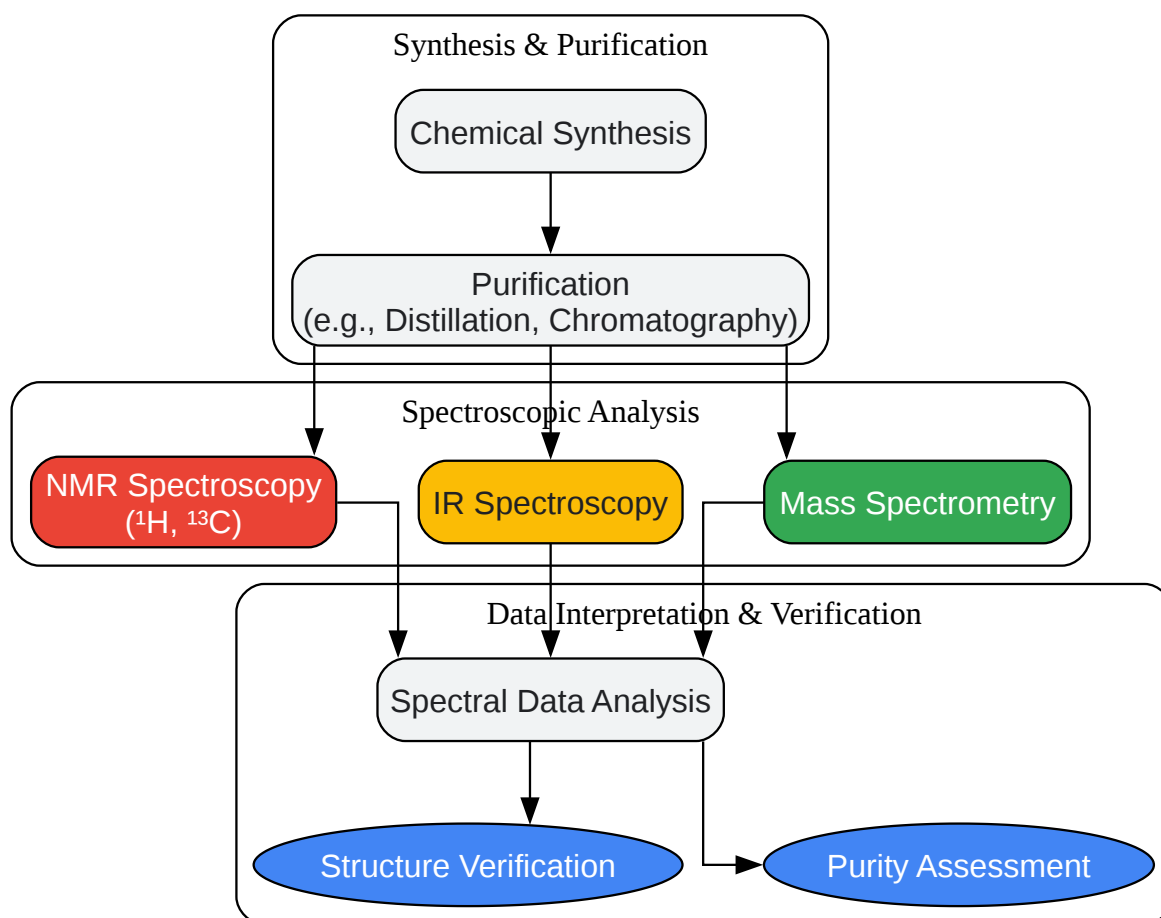 Synthesis & Purification
Chemical Synthesis
Purification
(e.g., Distillation, Chromatography)
Spectroscopic Analysis
NMR Spectroscopy
(¹H, ¹³C)
IR Spectroscopy
Mass Spectrometry
Data Interpretation & Verification
Spectral Data Analysis
Structure Verification
Purity Assessment